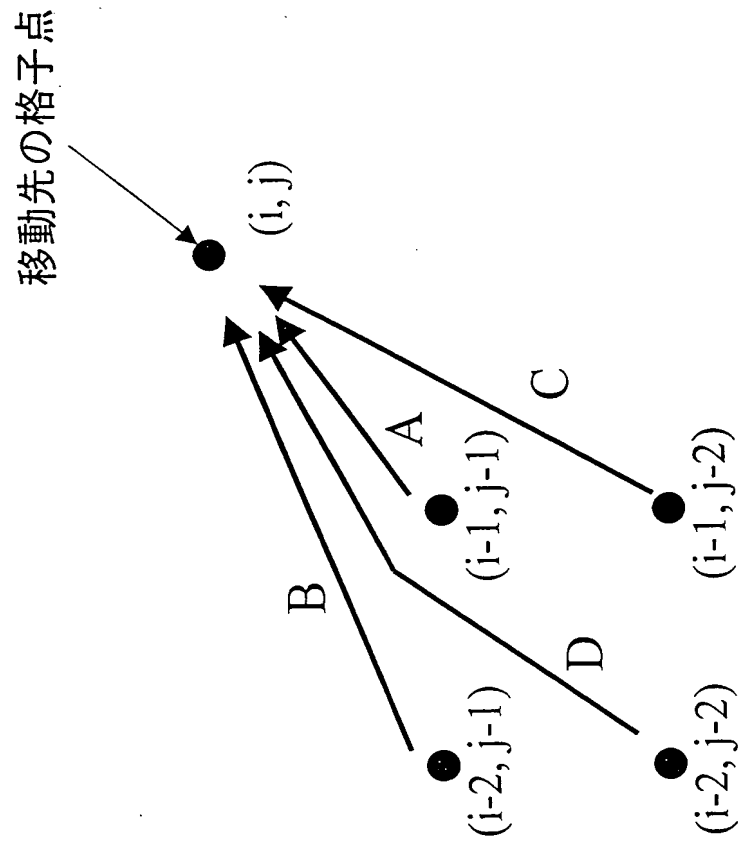 移動先の格子点
(i, j)
B
A
C
(i-2, j-1)
(i-1, j-1)
D
(i-2, j-2)
(i-1, j-2)